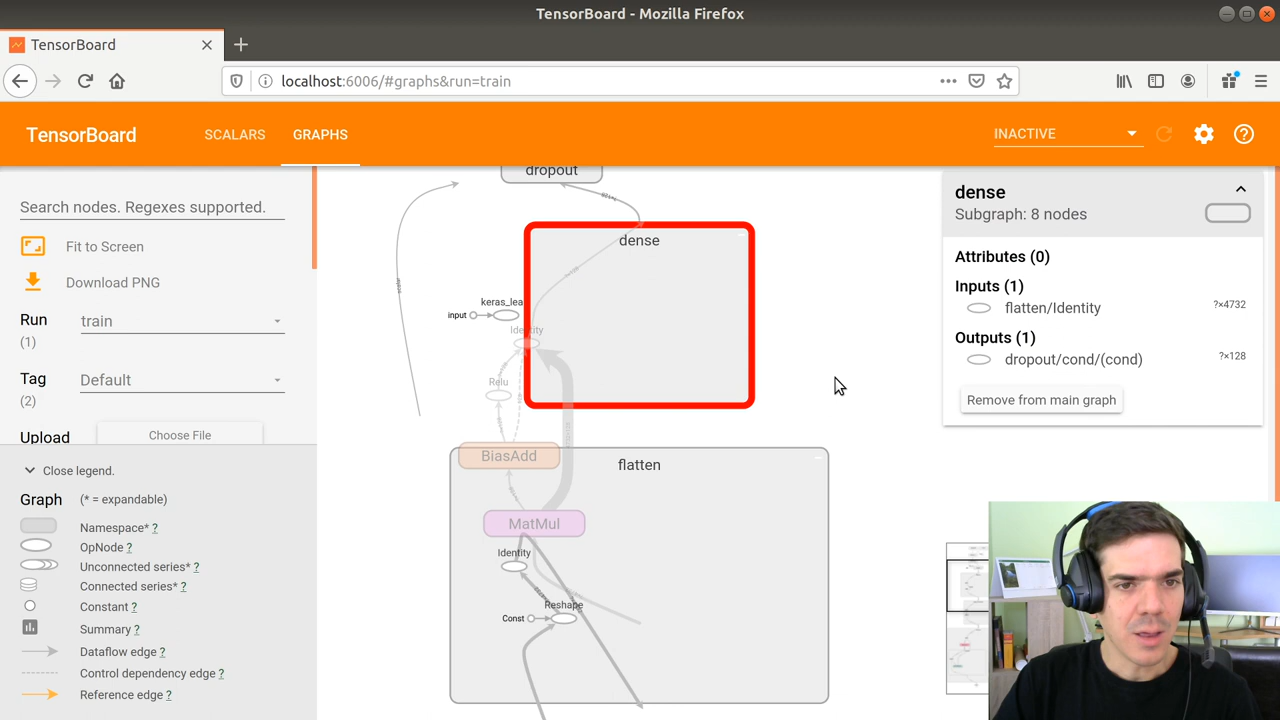 TensorBoard - Mozilla Firefox
TensorBoard
localhost:6006/#graphs&run=train
TensorBoard
SCALARS
GRAPHS
INACTIVE
Search nodes. Regexes supported.
Fit to Screen
Download PNG
Run
(1)
train
Tag
(2)
Default
Upload
Choose File
Close legend.
Graph
(* = expandable)
Namespace* ?
OpNode ?
Unconnected series* ?
Connected series* ?
Constant ?
Summary ?
Dataflow edge ?
Control dependency edge ?
Reference edge ?
dropout
dense
keras_lea
input
Identity
Relu
BiasAdd
flatten
MatMul
Identity
Reshape
Const
dense
Subgraph: 8 nodes
Attributes (0)
Inputs (1)
flatten/Identity
?×4732
Outputs (1)
dropout/cond/(cond)
?×128
Remove from main graph